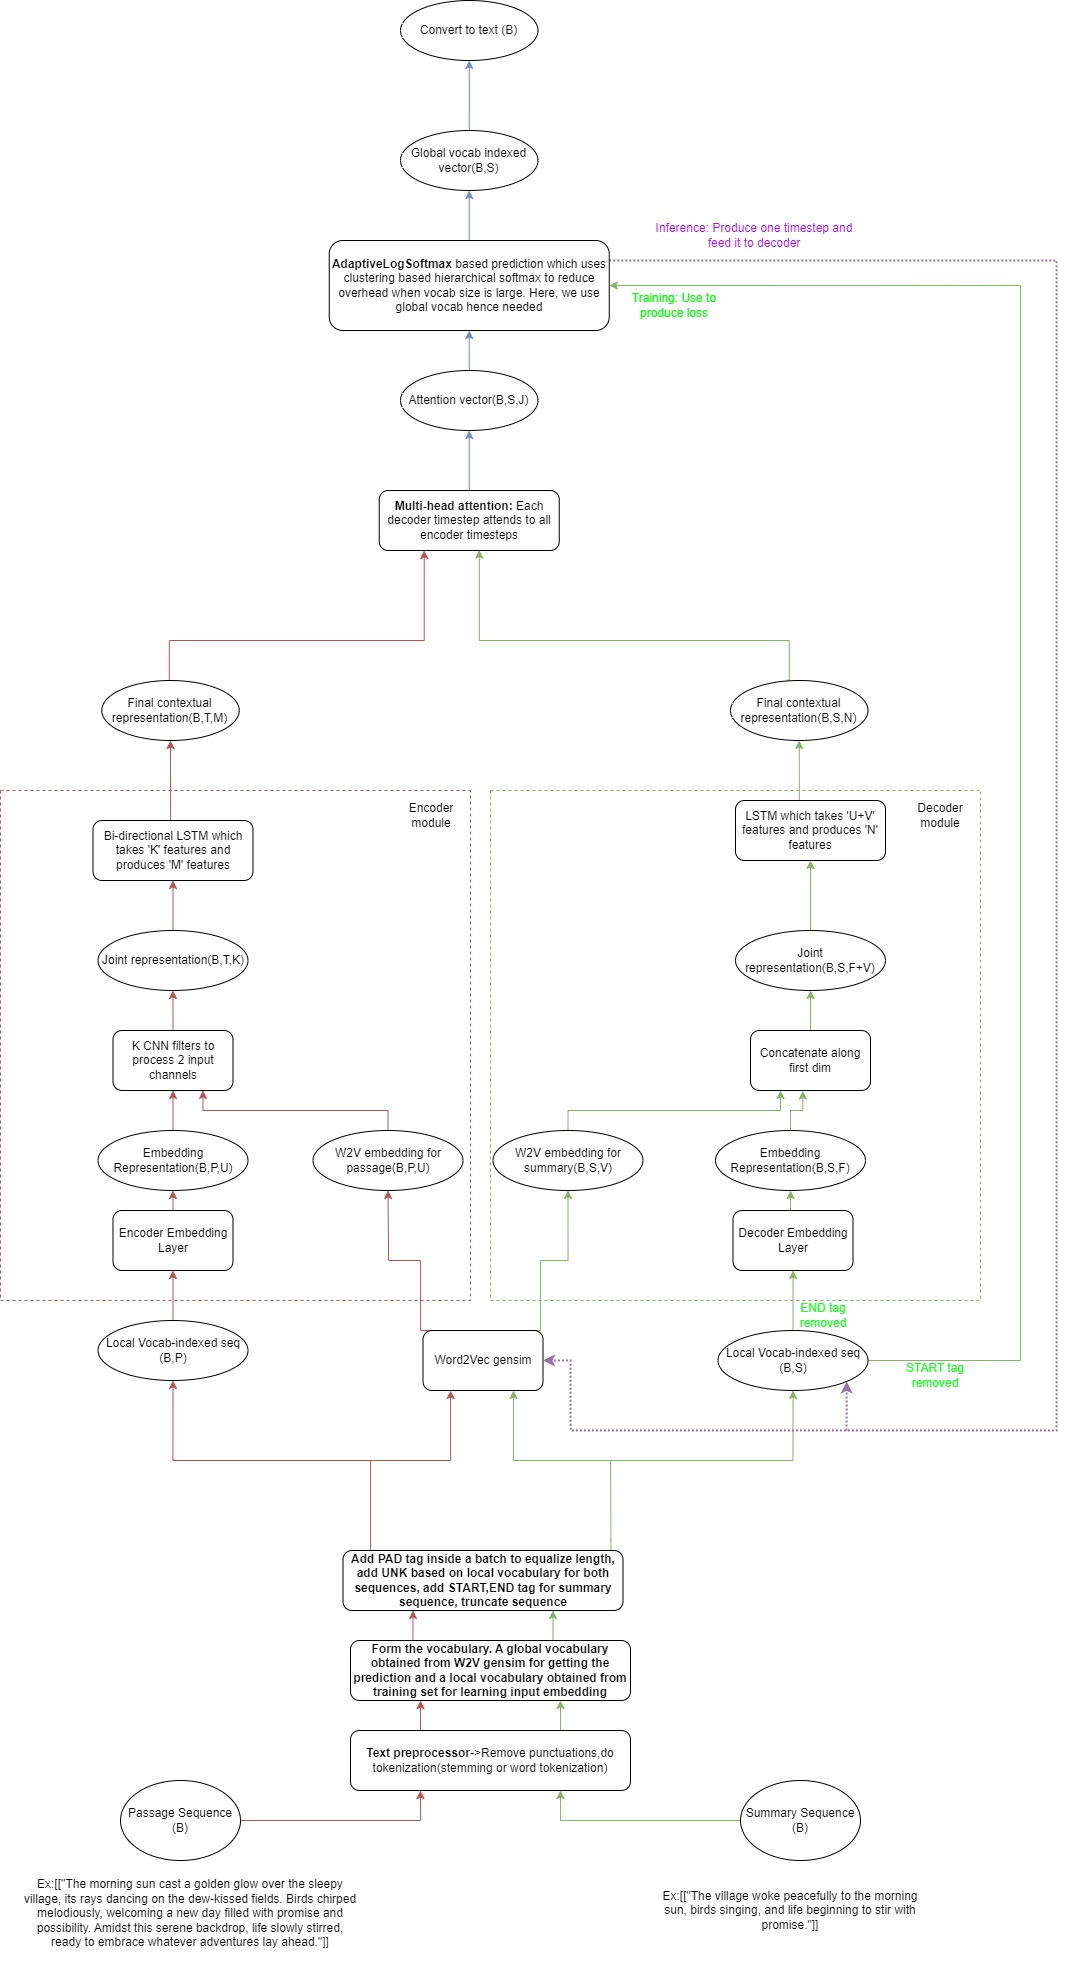 Convert to text (B)
Global vocab indexed
vector(B,S)
Inference: Produce one timestep and
feed it to decoder
AdaptiveLogSoftmax based prediction which uses
clustering based hierarchical softmax to reduce
overhead when vocab size is large. Here, we use
global vocab hence needed
Training: Use to
produce loss
Attention vector(B,S,J)
Multi-head attention: Each
decoder timestep attends to all
encoder timesteps
Final contextual
representation(B,T,M)
Final contextual
representation(B,S,N)
Encoder
module
Decoder
module
Bi-directional LSTM which
takes 'K' features and
produces 'M' features
LSTM which takes 'U+V'
features and produces 'N'
features
Joint representation(B,T,K)
Joint
representation(B,S,F+V)
K CNN filters to
process 2 input
channels
Concatenate along
first dim
Embedding
Representation(B,P,U)
W2V embedding for
passage(B,P,U)
W2V embedding for
summary(B,S,V)
Embedding
Representation(B,S,F)
Encoder Embedding
Layer
Decoder Embedding
Layer
END tag
removed
Local Vocab-indexed seq
(B,P)
Word2Vec gensim
Local Vocab-indexed seq
(B,S)
START tag
removed
Add PAD tag inside a batch to equalize length,
add UNK based on local vocabulary for both
sequences, add START,END tag for summary
sequence, truncate sequence
Form the vocabulary. A global vocabulary
obtained from W2V gensim for getting the
prediction and a local vocabulary obtained from
training set for learning input embedding
Text preprocessor->Remove punctuations,do
tokenization(stemming or word tokenization)
Passage Sequence
(B)
Summary Sequence
(B)
Ex:[["The morning sun cast a golden glow over the sleepy
village, its rays dancing on the dew-kissed fields. Birds chirped
melodiously, welcoming a new day filled with promise and
possibility. Amidst this serene backdrop, life slowly stirred,
ready to embrace whatever adventures lay ahead."]]
Ex:[["The village woke peacefully to the morning
sun, birds singing, and life beginning to stir with
promise."]]